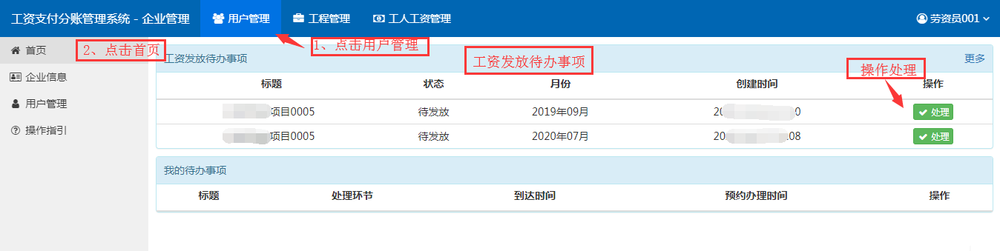 工资支付分账管理系统 - 企业管理 用户管理 工程管理 工人工资管理 劳资员001
首页 2、点击首页 1、点击用户管理
工资发放待办事项 工资发放待办事项 更多
企业信息
用户管理
操作指引
操作处理
标题 状态 月份 创建时间 操作
项目0005 待发放 2019年09月 20 0 处理
项目0005 待发放 2020年07月 20 08 处理
我的待办事项
标题 处理环节 到达时间 预约办理时间 操作